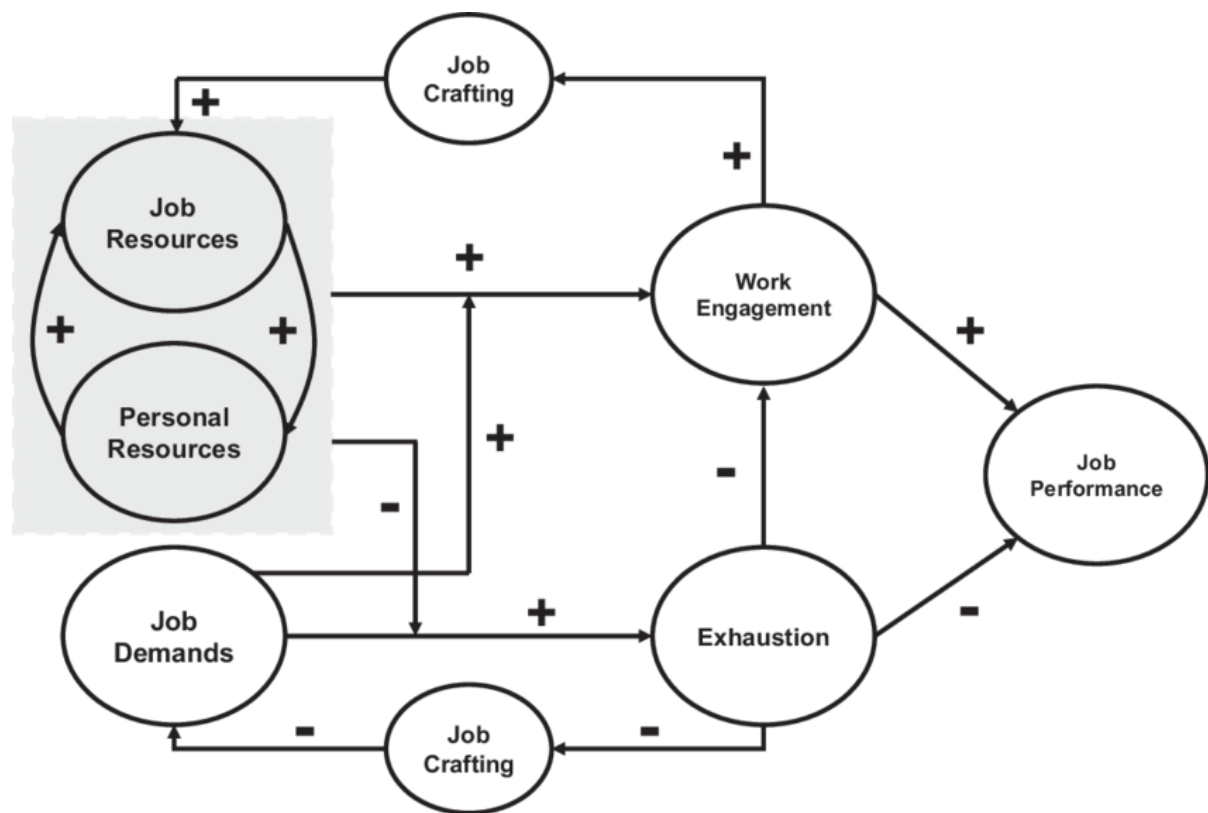 Job
Crafting
+
+
Job
Resources
+
Work
Engagement
+
+
+
Personal
Resources
+
-
-
Job
Performance
Job
Demands
+
Exhaustion
-
-
-
Job
Crafting